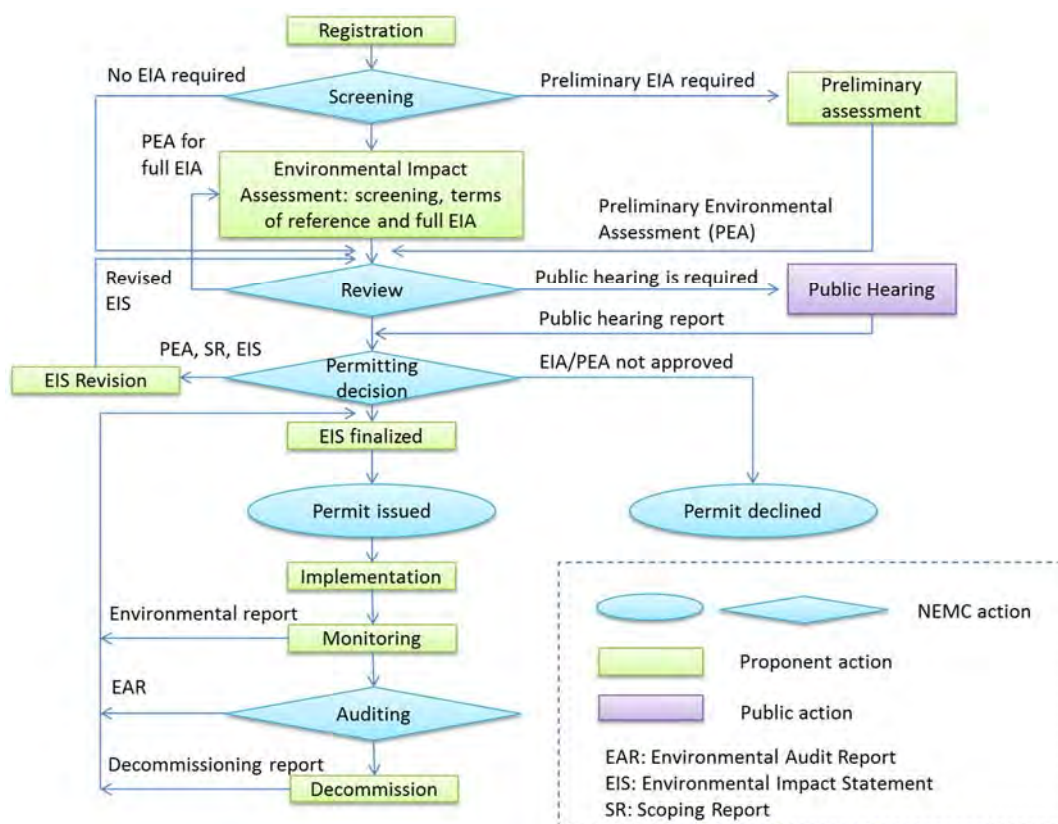 Registration
No EIA required
Preliminary EIA required
Screening
Preliminary
assessment
PEA for
full EIA
Environmental Impact
Assessment: screening, terms
of reference and full EIA
Preliminary Environmental
Assessment (PEA)
Revised
EIS
Review
Public hearing is required
Public Hearing
Public hearing report
PEA, SR, EIS
EIS Revision
Permitting
decision
EIA/PEA not approved
EIS finalized
Permit issued
Permit declined
Implementation
Environmental report
Monitoring
EAR
Auditing
Decommissioning report
Decommission
NEMC action
Proponent action
Public action
EAR: Environmental Audit Report
EIS: Environmental Impact Statement
SR: Scoping Report